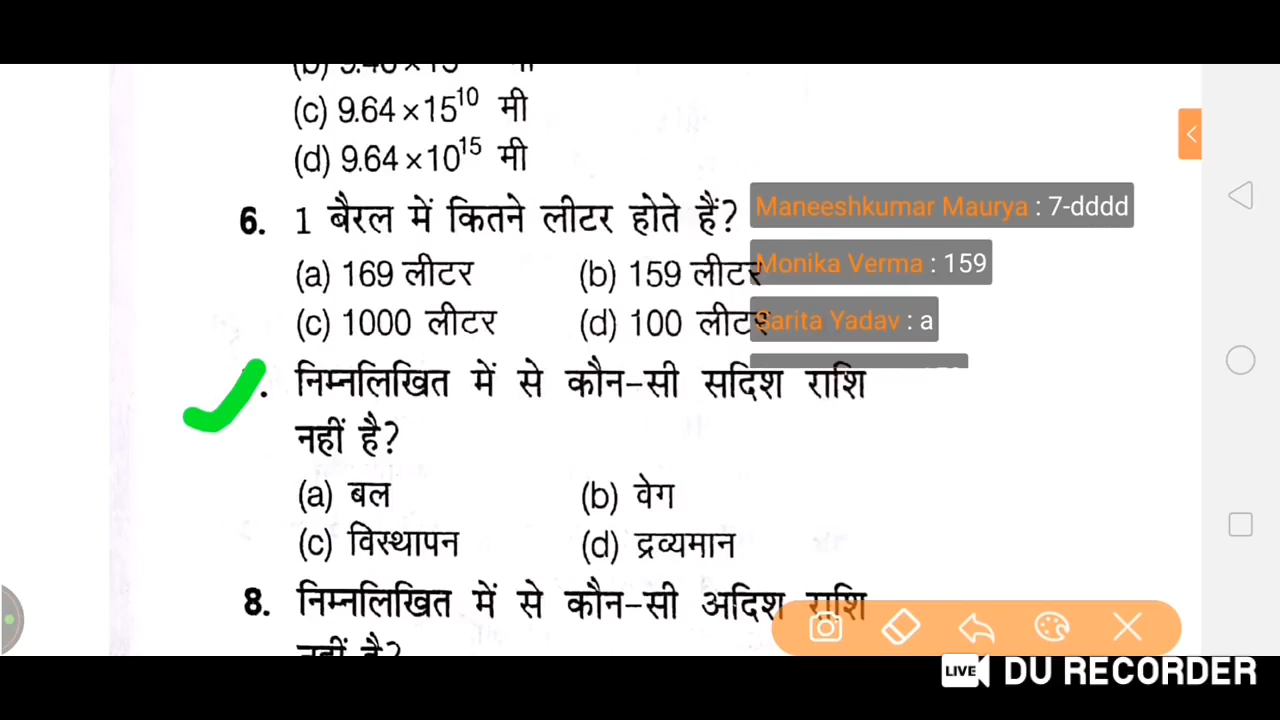 (c) 9.64×15¹⁰ मी
(d) 9.64×10¹⁵ मी
6. 1 बैरल में कितने लीटर होते हैं?
Maneeshkumar Maurya : 7-dddd
(a) 169 लीटर (b) 159 लीटर
Monika Verma : 159
(c) 1000 लीटर (d) 100 लीटर
Sarita Yadav : a
. निम्नलिखित में से कौन-सी सदिश राशि
नहीं है?
(a) बल (b) वेग
(c) विस्थापन (d) द्रव्यमान
8. निम्नलिखित में से कौन-सी अदिश राशि
नहीं है?
LIVE DU RECORDER